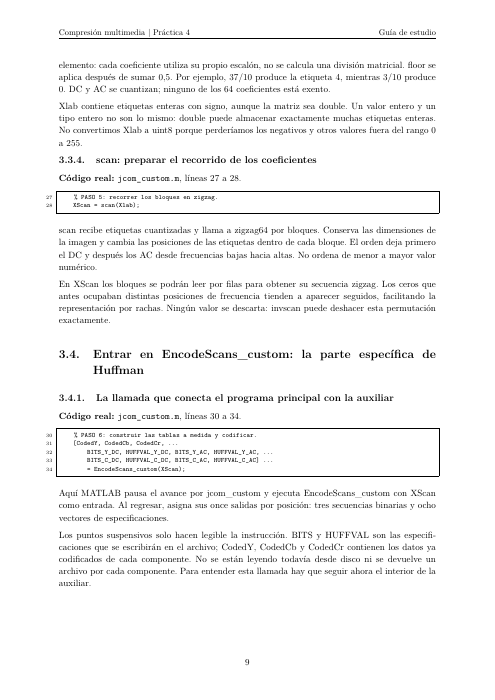 Compresión multimedia | Práctica 4 Guía de estudio
elemento: cada coeficiente utiliza su propio escalón, no se calcula una división matricial. floor se
aplica después de sumar 0,5. Por ejemplo, 37/10 produce la etiqueta 4, mientras 3/10 produce
0. DC y AC se cuantizan; ninguno de los 64 coeficientes está exento.
Xlab contiene etiquetas enteras con signo, aunque la matriz sea double. Un valor entero y un
tipo entero no son lo mismo: double puede almacenar exactamente muchas etiquetas enteras.
No convertimos Xlab a uint8 porque perderíamos los negativos y otros valores fuera del rango 0
a 255.
3.3.4. scan: preparar el recorrido de los coeficientes
Código real: jcom_custom.m, líneas 27 a 28.
27 % PASO 5: recorrer los bloques en zigzag.
28 XScan = scan(Xlab);
scan recibe etiquetas cuantizadas y llama a zigzag64 por bloques. Conserva las dimensiones de
la imagen y cambia las posiciones de las etiquetas dentro de cada bloque. El orden deja primero
el DC y después los AC desde frecuencias bajas hacia altas. No ordena de menor a mayor valor
numérico.
En XScan los bloques se podrán leer por filas para obtener su secuencia zigzag. Los ceros que
antes ocupaban distintas posiciones de frecuencia tienden a aparecer seguidos, facilitando la
representación por rachas. Ningún valor se descarta: invscan puede deshacer esta permutación
exactamente.
3.4. Entrar en EncodeScans_custom: la parte específica de
Huffman
3.4.1. La llamada que conecta el programa principal con la auxiliar
Código real: jcom_custom.m, líneas 30 a 34.
30 % PASO 6: construir las tablas a medida y codificar.
31 [CodedY, CodedCb, CodedCr, ...
32 BITS_Y_DC, HUFFVAL_Y_DC, BITS_Y_AC, HUFFVAL_Y_AC, ...
33 BITS_C_DC, HUFFVAL_C_DC, BITS_C_AC, HUFFVAL_C_AC] ...
34 = EncodeScans_custom(XScan);
Aquí MATLAB pausa el avance por jcom_custom y ejecuta EncodeScans_custom con XScan
como entrada. Al regresar, asigna sus once salidas por posición: tres secuencias binarias y ocho
vectores de especificaciones.
Los puntos suspensivos solo hacen legible la instrucción. BITS y HUFFVAL son las especifi-
caciones que se escribirán en el archivo; CodedY, CodedCb y CodedCr contienen los datos ya
codificados de cada componente. No se están leyendo todavía desde disco ni se devuelve un
archivo por cada componente. Para entender esta llamada hay que seguir ahora el interior de la
auxiliar.
9